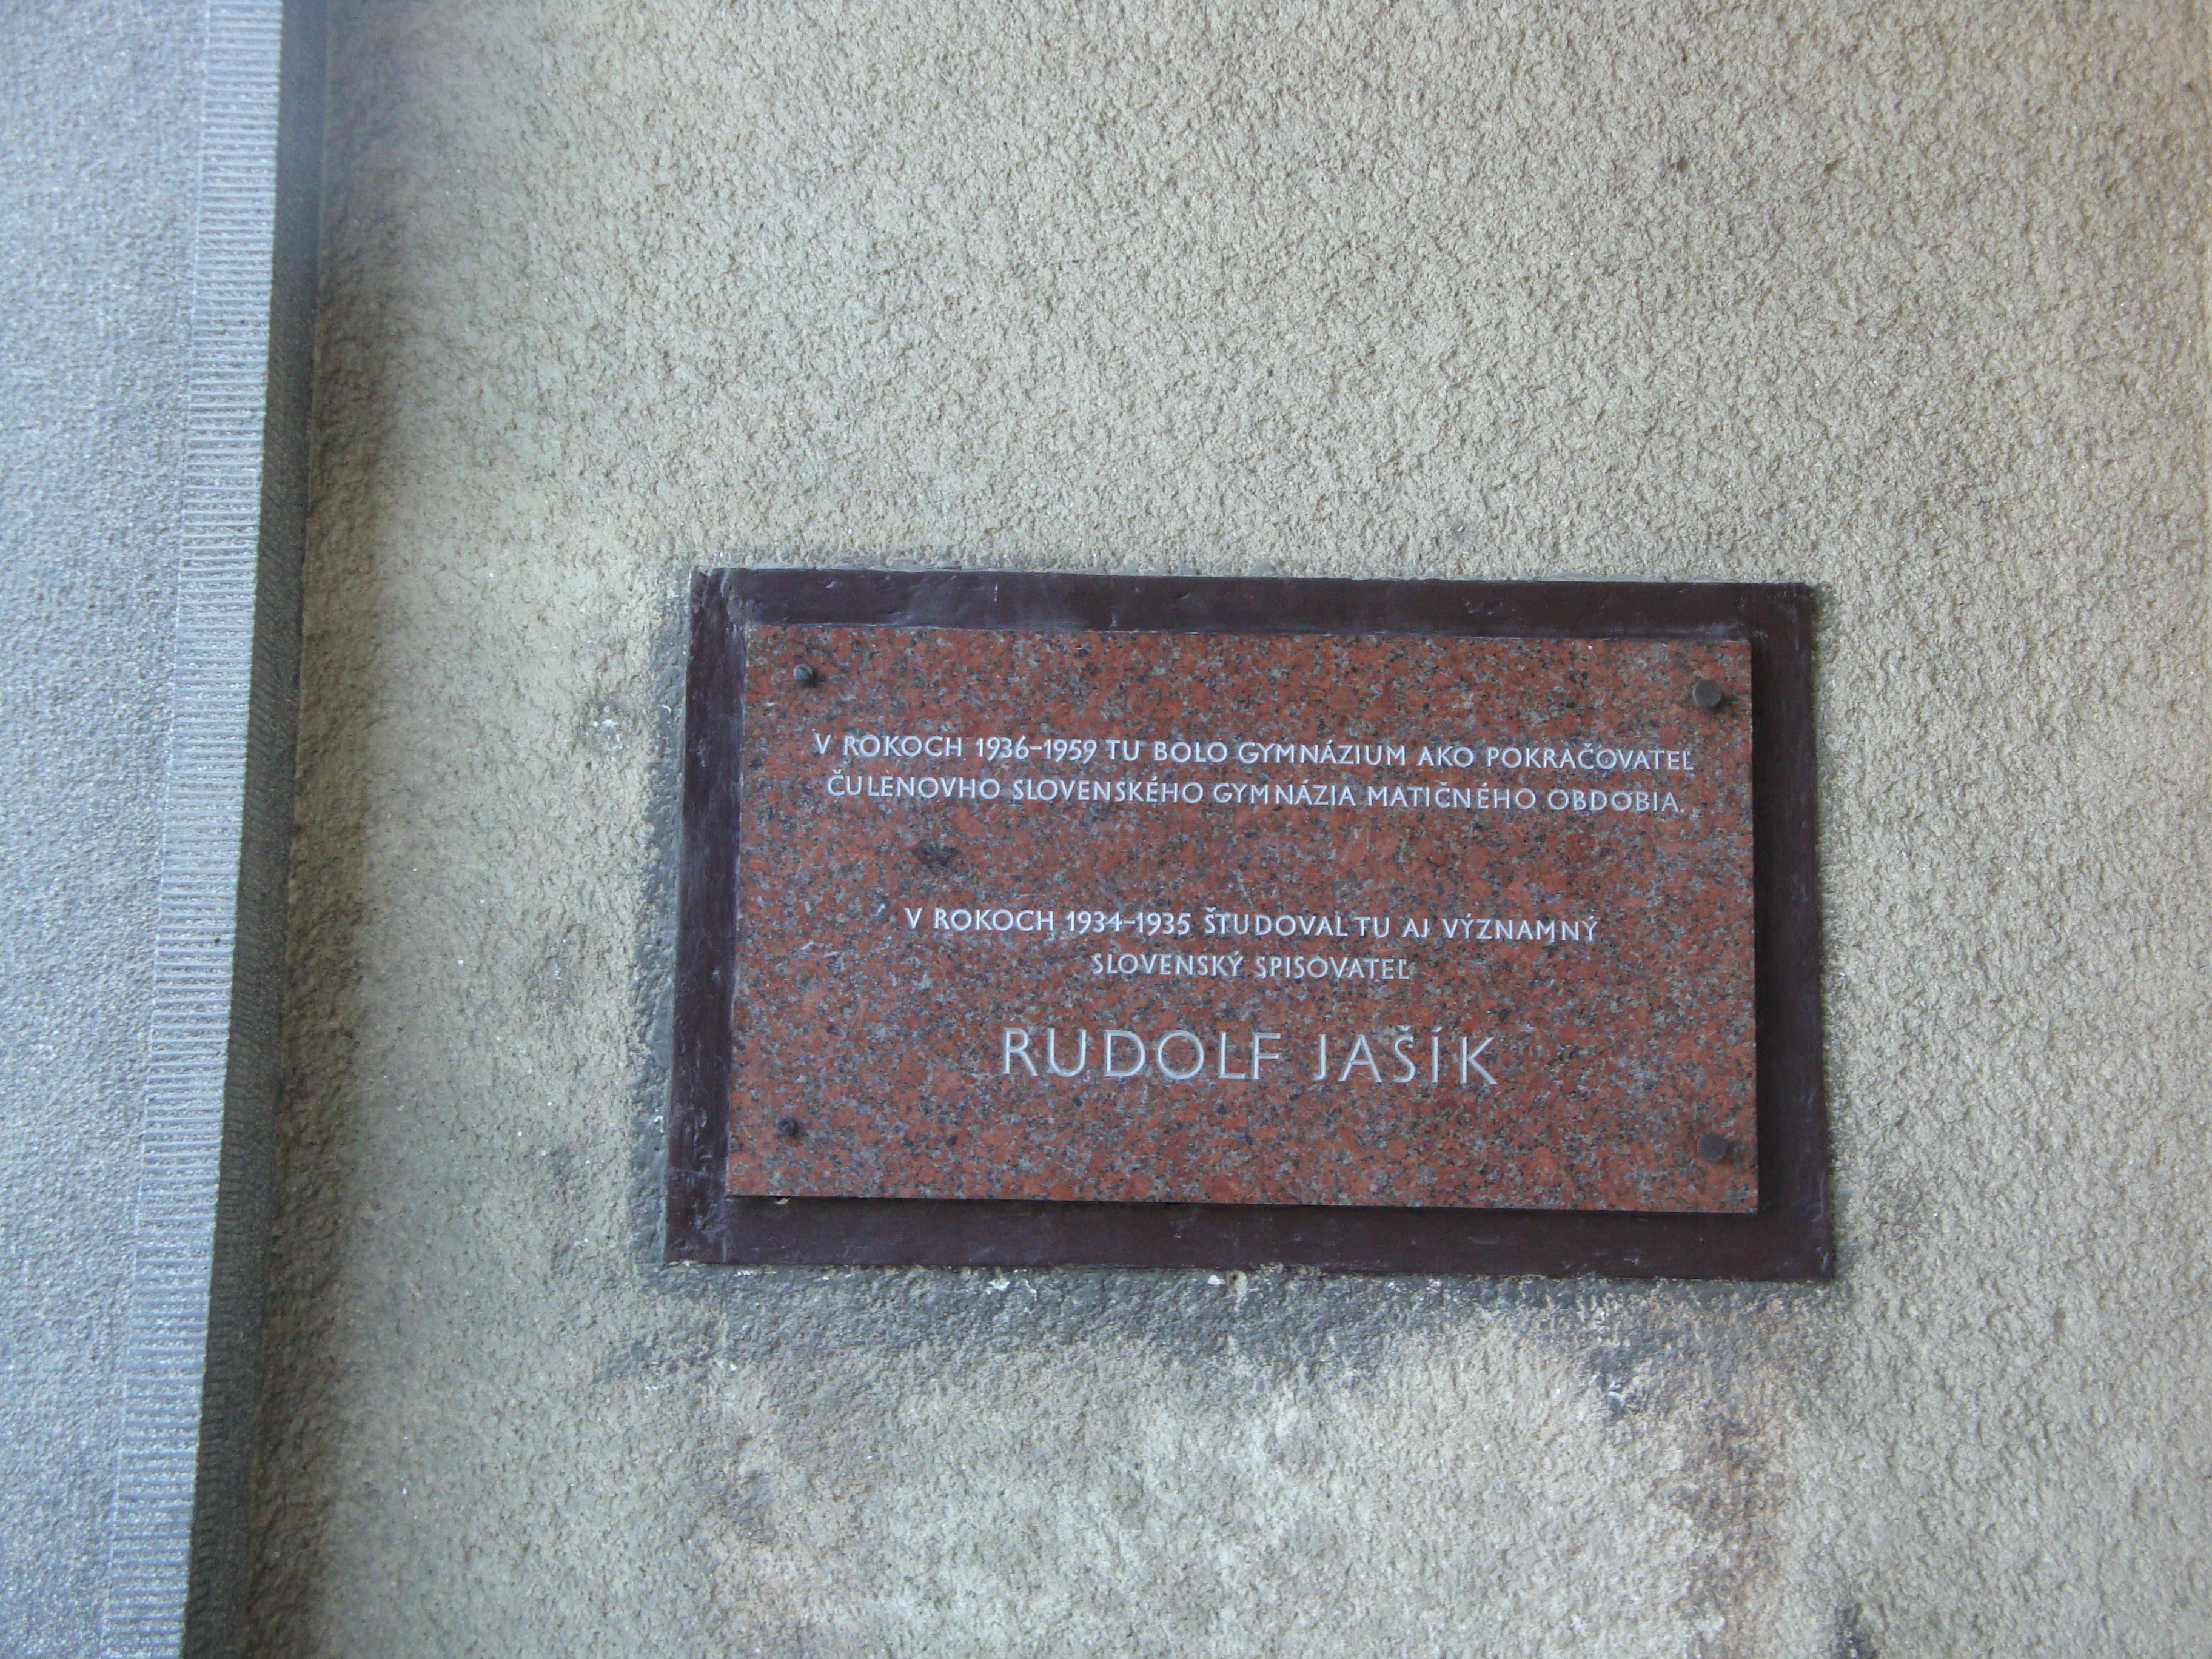 V ROKOCH 1936-1959 TU BOLO GYMNÁZIUM AKO POKRAČOVATEĽ
ČULENOVHO SLOVENSKÉHO GYMNÁZIA MATIČNÉHO OBDOBIA.
V ROKOCH 1934-1935 ŠTUDOVAL TU AJ VÝZNAMNÝ
SLOVENSKÝ SPISOVATEĽ
RUDOLF JAŠÍK